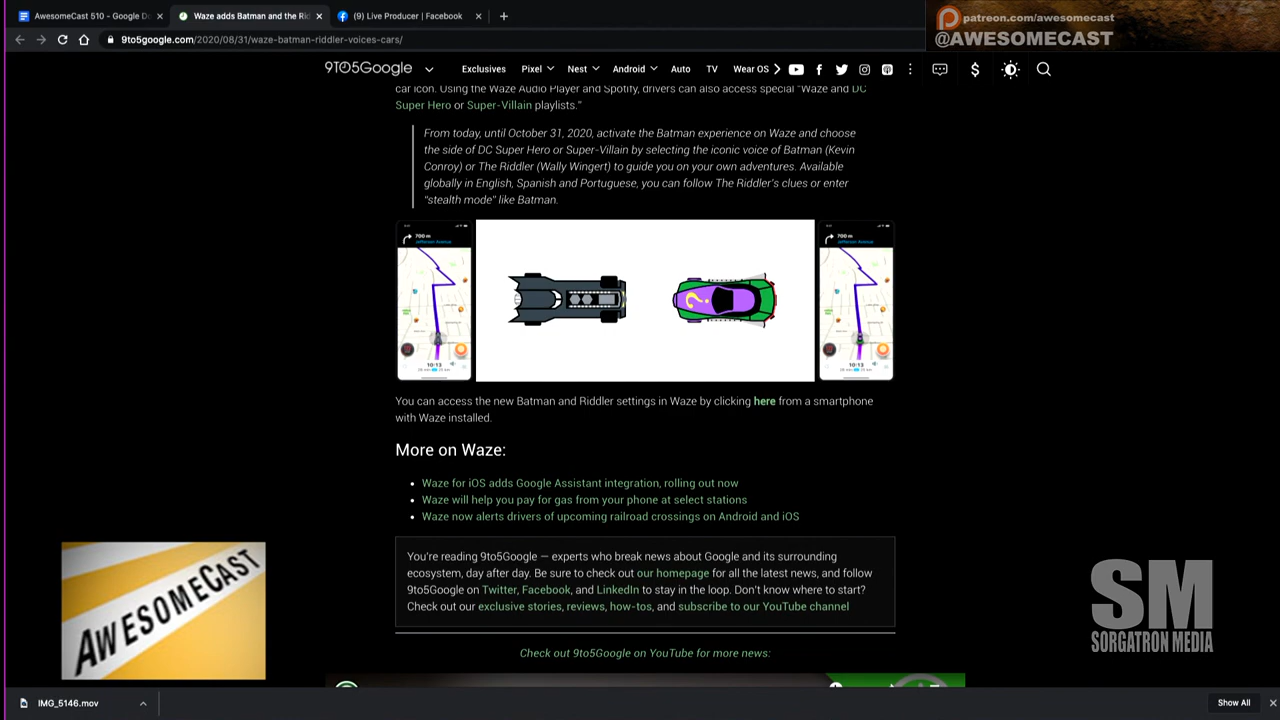 AwesomeCast 510 - Google Do
Waze adds Batman and the Rid
(9) Live Producer | Facebook
patreon.com/awesomecast
@AWESOMECAST
9to5google.com/2020/08/31/waze-batman-riddler-voices-cars/
9TO5Google
Exclusives
Pixel
Nest
Android
Auto
TV
Wear OS
car icon. Using the Waze Audio Player and Spotify, drivers can also access special "Waze and DC
Super Hero or Super-Villain playlists."
From today, until October 31, 2020, activate the Batman experience on Waze and choose
the side of DC Super Hero or Super-Villain by selecting the iconic voice of Batman (Kevin
Conroy) or The Riddler (Wally Wingert) to guide you on your own adventures. Available
globally in English, Spanish and Portuguese, you can follow The Riddler's clues or enter
"stealth mode" like Batman.
700 m
Jefferson Avenue
10:13
?
700 m
Jefferson Avenue
10:13
You can access the new Batman and Riddler settings in Waze by clicking here from a smartphone
with Waze installed.
More on Waze:
• Waze for iOS adds Google Assistant integration, rolling out now
• Waze will help you pay for gas from your phone at select stations
• Waze now alerts drivers of upcoming railroad crossings on Android and iOS
You're reading 9to5Google — experts who break news about Google and its surrounding
ecosystem, day after day. Be sure to check out our homepage for all the latest news, and follow
9to5Google on Twitter, Facebook, and LinkedIn to stay in the loop. Don't know where to start?
Check out our exclusive stories, reviews, how-tos, and subscribe to our YouTube channel
Check out 9to5Google on YouTube for more news:
AWESOMECAST
SM
SORGATRON MEDIA
IMG_5146.mov
Show All